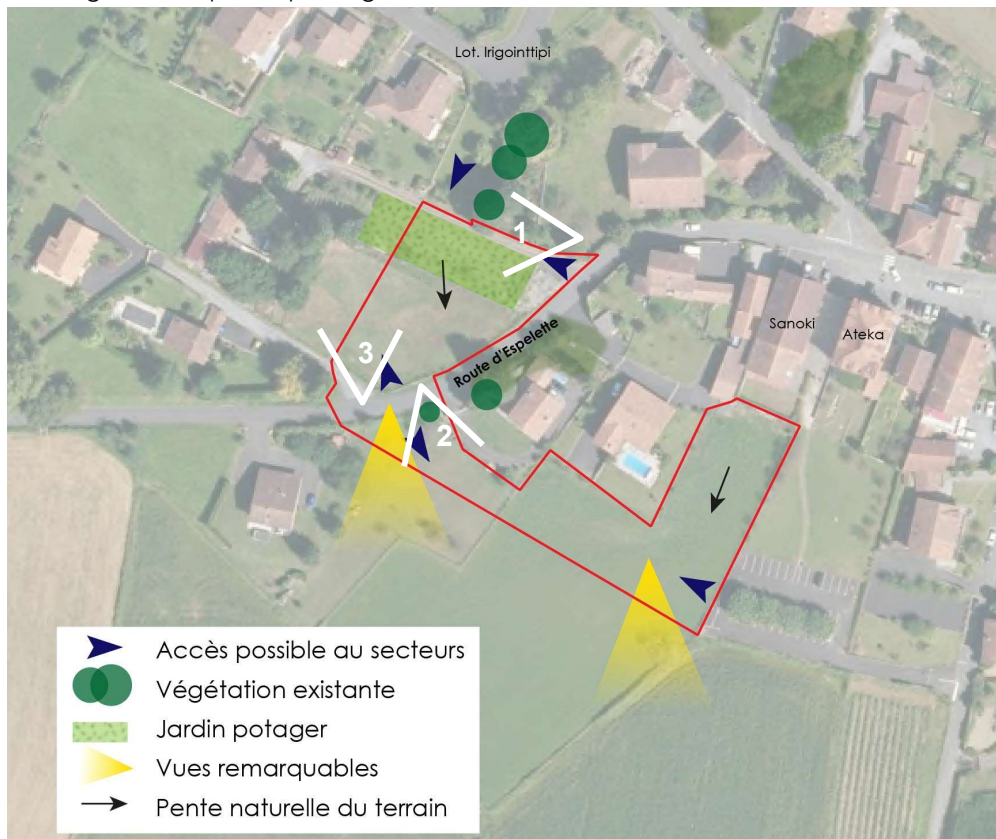 Lot. Irigointtipi
1
Route d'Espelette
Sanoki
Ateka
3
2
Accès possible au secteurs
Végétation existante
Jardin potager
Vues remarquables
Pente naturelle du terrain